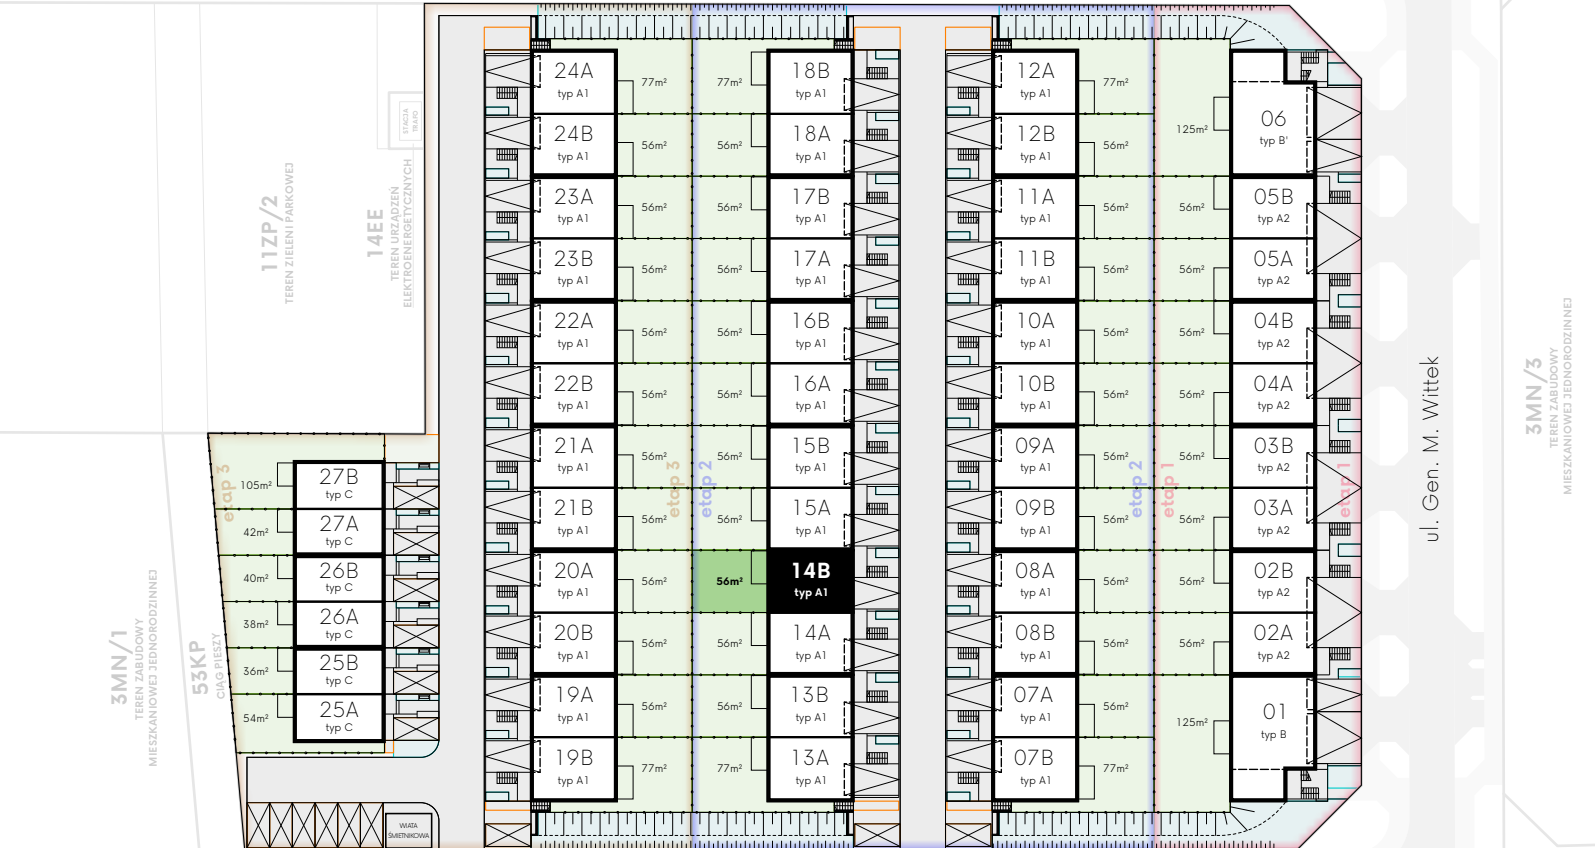 11ZP/2
TEREN ZIELENI PARKOWEJ
14EE
TEREN URZĄDZEŃ
ELEKTROENERGETYCZNYCH
STACJA
TRAFO
3MN/1
TEREN ZABUDOWY
MIESZKANIOWEJ JEDNORODZINNEJ
53KP
CIĄG PIESZY
etap 3
105m²
42m²
40m²
38m²
36m²
54m²
27B
typ C
27A
typ C
26B
typ C
26A
typ C
25B
typ C
25A
typ C
WIATA
ŚMIETNIKOWA
24A
typ A1
24B
typ A1
23A
typ A1
23B
typ A1
22A
typ A1
22B
typ A1
21A
typ A1
21B
typ A1
20A
typ A1
20B
typ A1
19A
typ A1
19B
typ A1
77m²
56m²
56m²
56m²
56m²
56m²
56m²
56m²
56m²
56m²
56m²
77m²
etap 3
etap 2
77m²
56m²
56m²
56m²
56m²
56m²
56m²
56m²
56m²
56m²
56m²
77m²
18B
typ A1
18A
typ A1
17B
typ A1
17A
typ A1
16B
typ A1
16A
typ A1
15B
typ A1
15A
typ A1
14B
typ A1
14A
typ A1
13B
typ A1
13A
typ A1
12A
typ A1
12B
typ A1
11A
typ A1
11B
typ A1
10A
typ A1
10B
typ A1
09A
typ A1
09B
typ A1
08A
typ A1
08B
typ A1
07A
typ A1
07B
typ A1
77m²
56m²
56m²
56m²
56m²
56m²
56m²
56m²
56m²
56m²
56m²
77m²
etap 2
etap 1
125m²
56m²
56m²
56m²
56m²
56m²
56m²
56m²
56m²
125m²
06
typ B'
05B
typ A2
05A
typ A2
04B
typ A2
04A
typ A2
03B
typ A2
03A
typ A2
02B
typ A2
02A
typ A2
01
typ B
etap 1
ul. Gen. M. Wittek
3MN/3
TEREN ZABUDOWY
MIESZKANIOWEJ JEDNORODZINNEJ